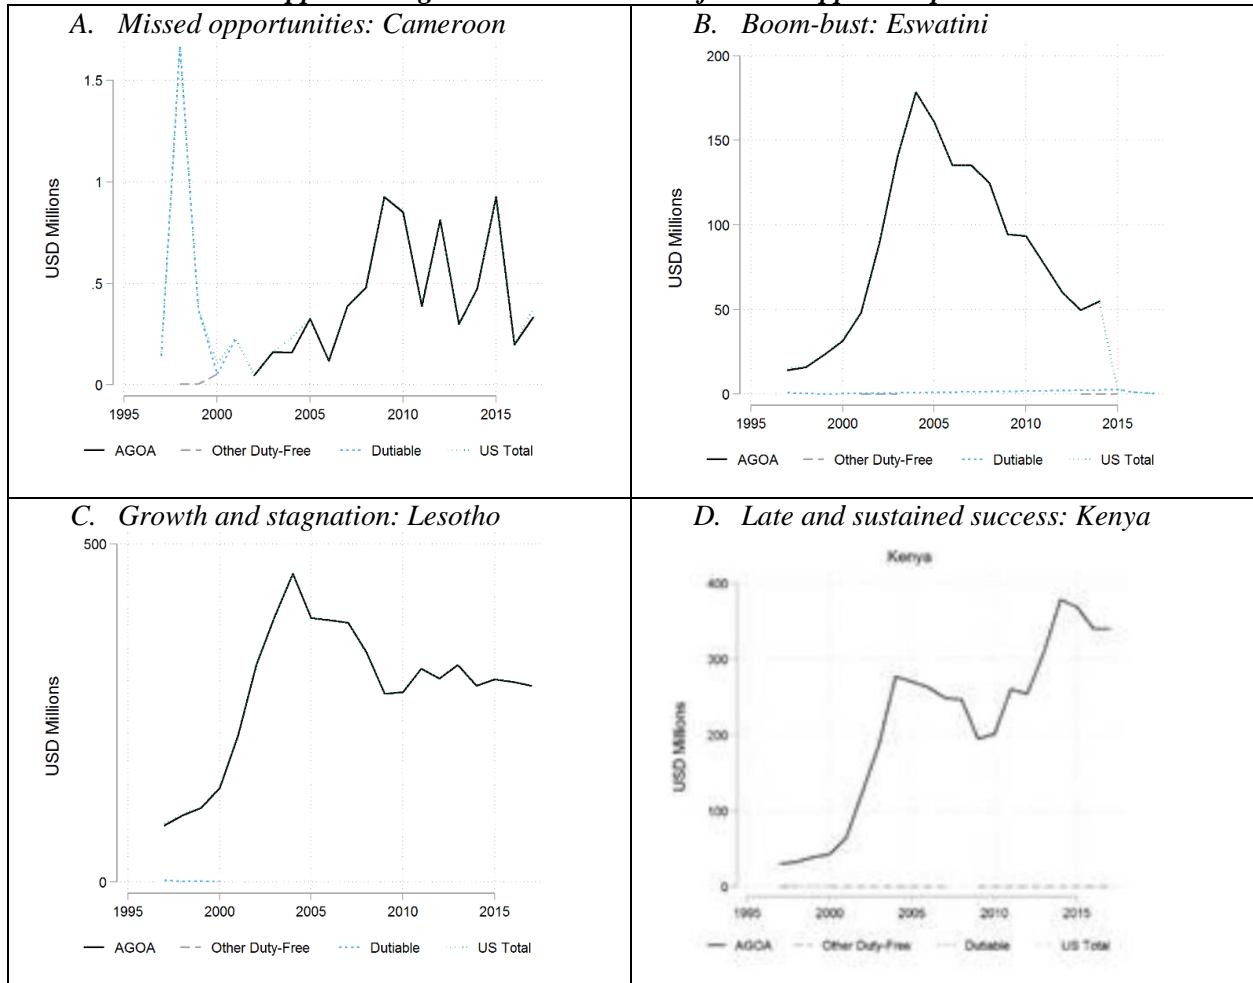 A. Missed opportunities: Cameroon
1.5
1
.5
0
USD Millions
1995 2000 2005 2010 2015
AGOA Other Duty-Free Dutiable US Total
B. Boom-bust: Eswatini
200
150
100
50
0
USD Millions
1995 2000 2005 2010 2015
AGOA Other Duty-Free Dutiable US Total
C. Growth and stagnation: Lesotho
500
0
USD Millions
1995 2000 2005 2010 2015
AGOA Other Duty-Free Dutiable US Total
D. Late and sustained success: Kenya
Kenya
400
300
200
100
0
USD Millions
1995 2000 2005 2010 2015
AGOA Other Duty-Free Dutiable US Total